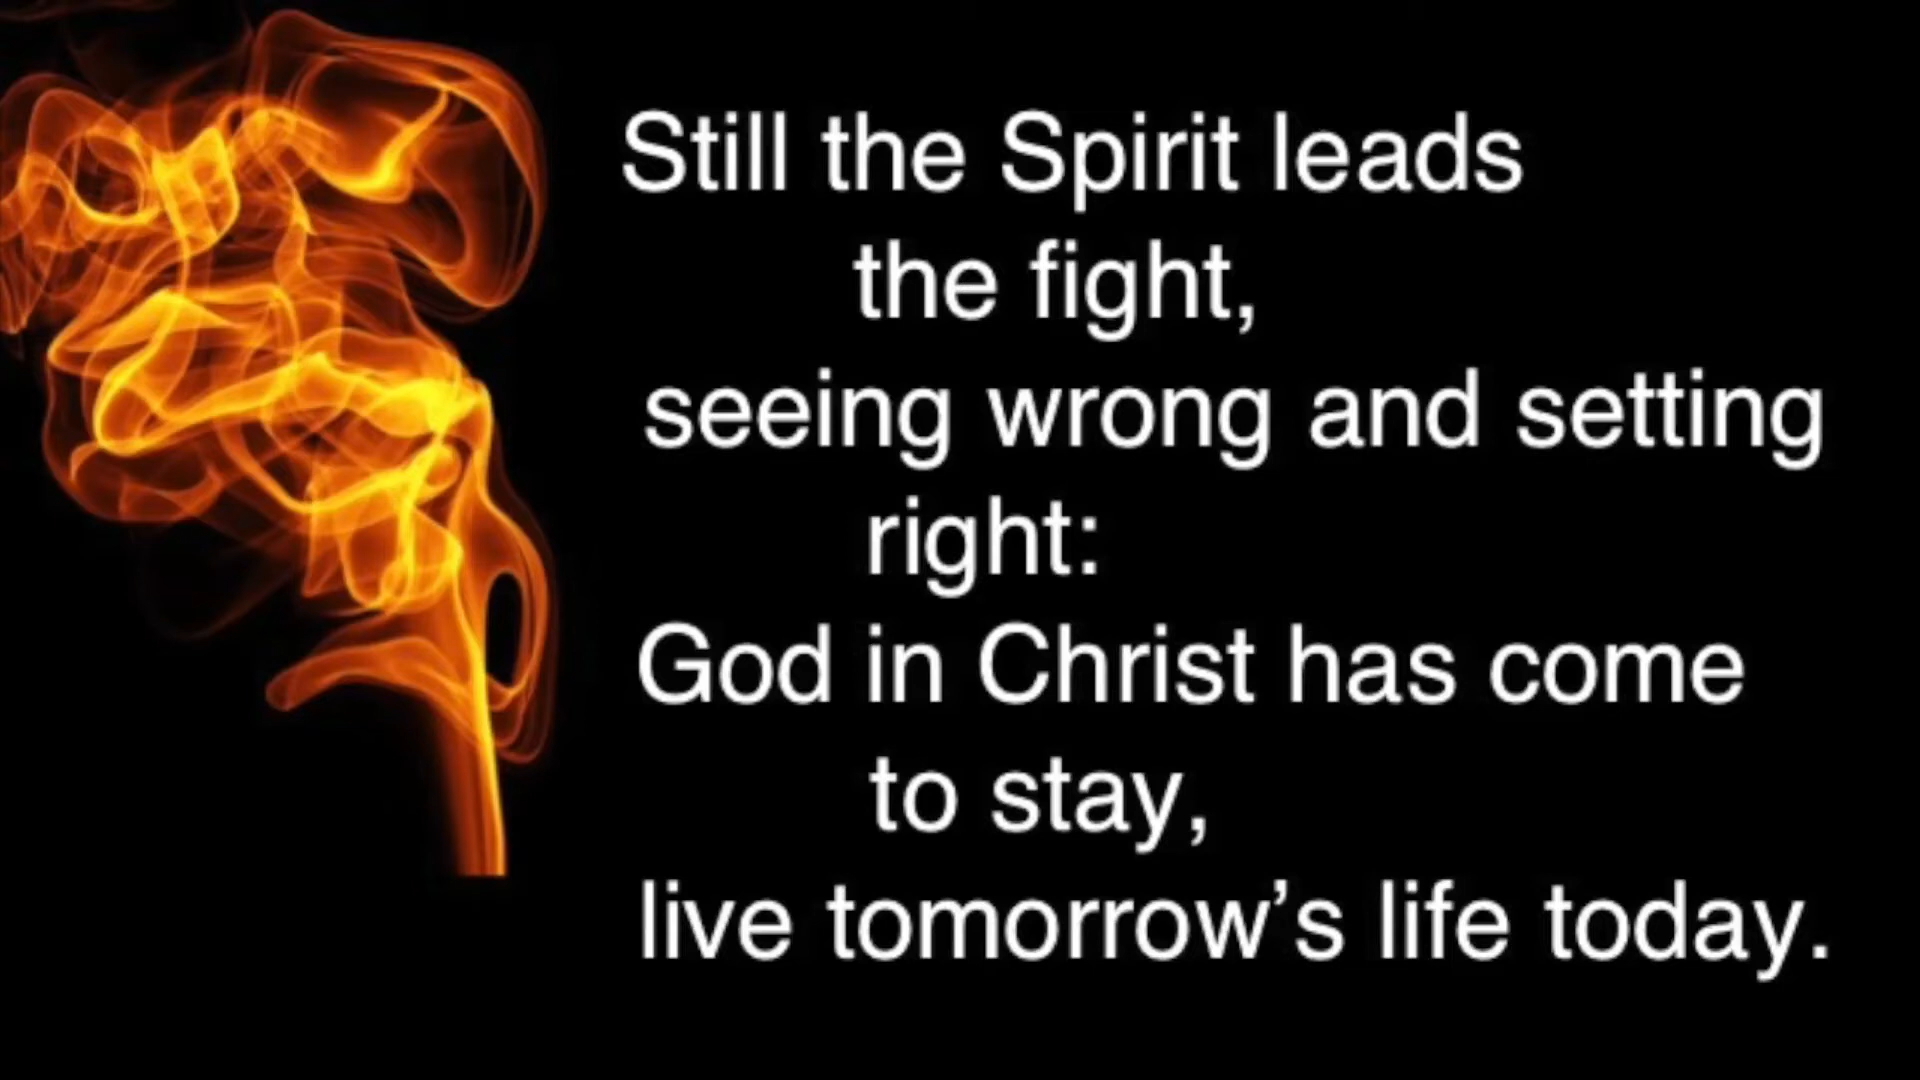 Still the Spirit leads
the fight,
seeing wrong and setting
right:
God in Christ has come
to stay,
live tomorrow’s life today.